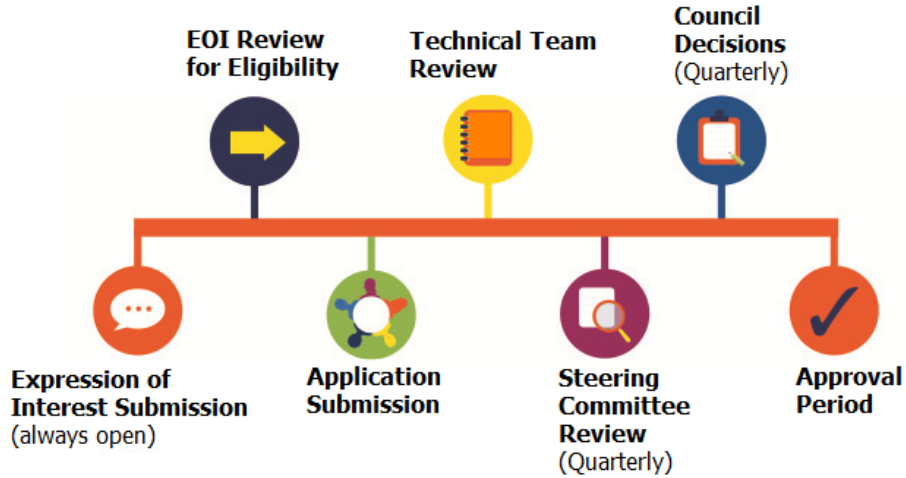 EOI Review
for Eligibility
Technical Team
Review
Council
Decisions
(Quarterly)
Expression of
Interest Submission
(always open)
Application
Submission
Steering
Committee
Review
(Quarterly)
Approval
Period